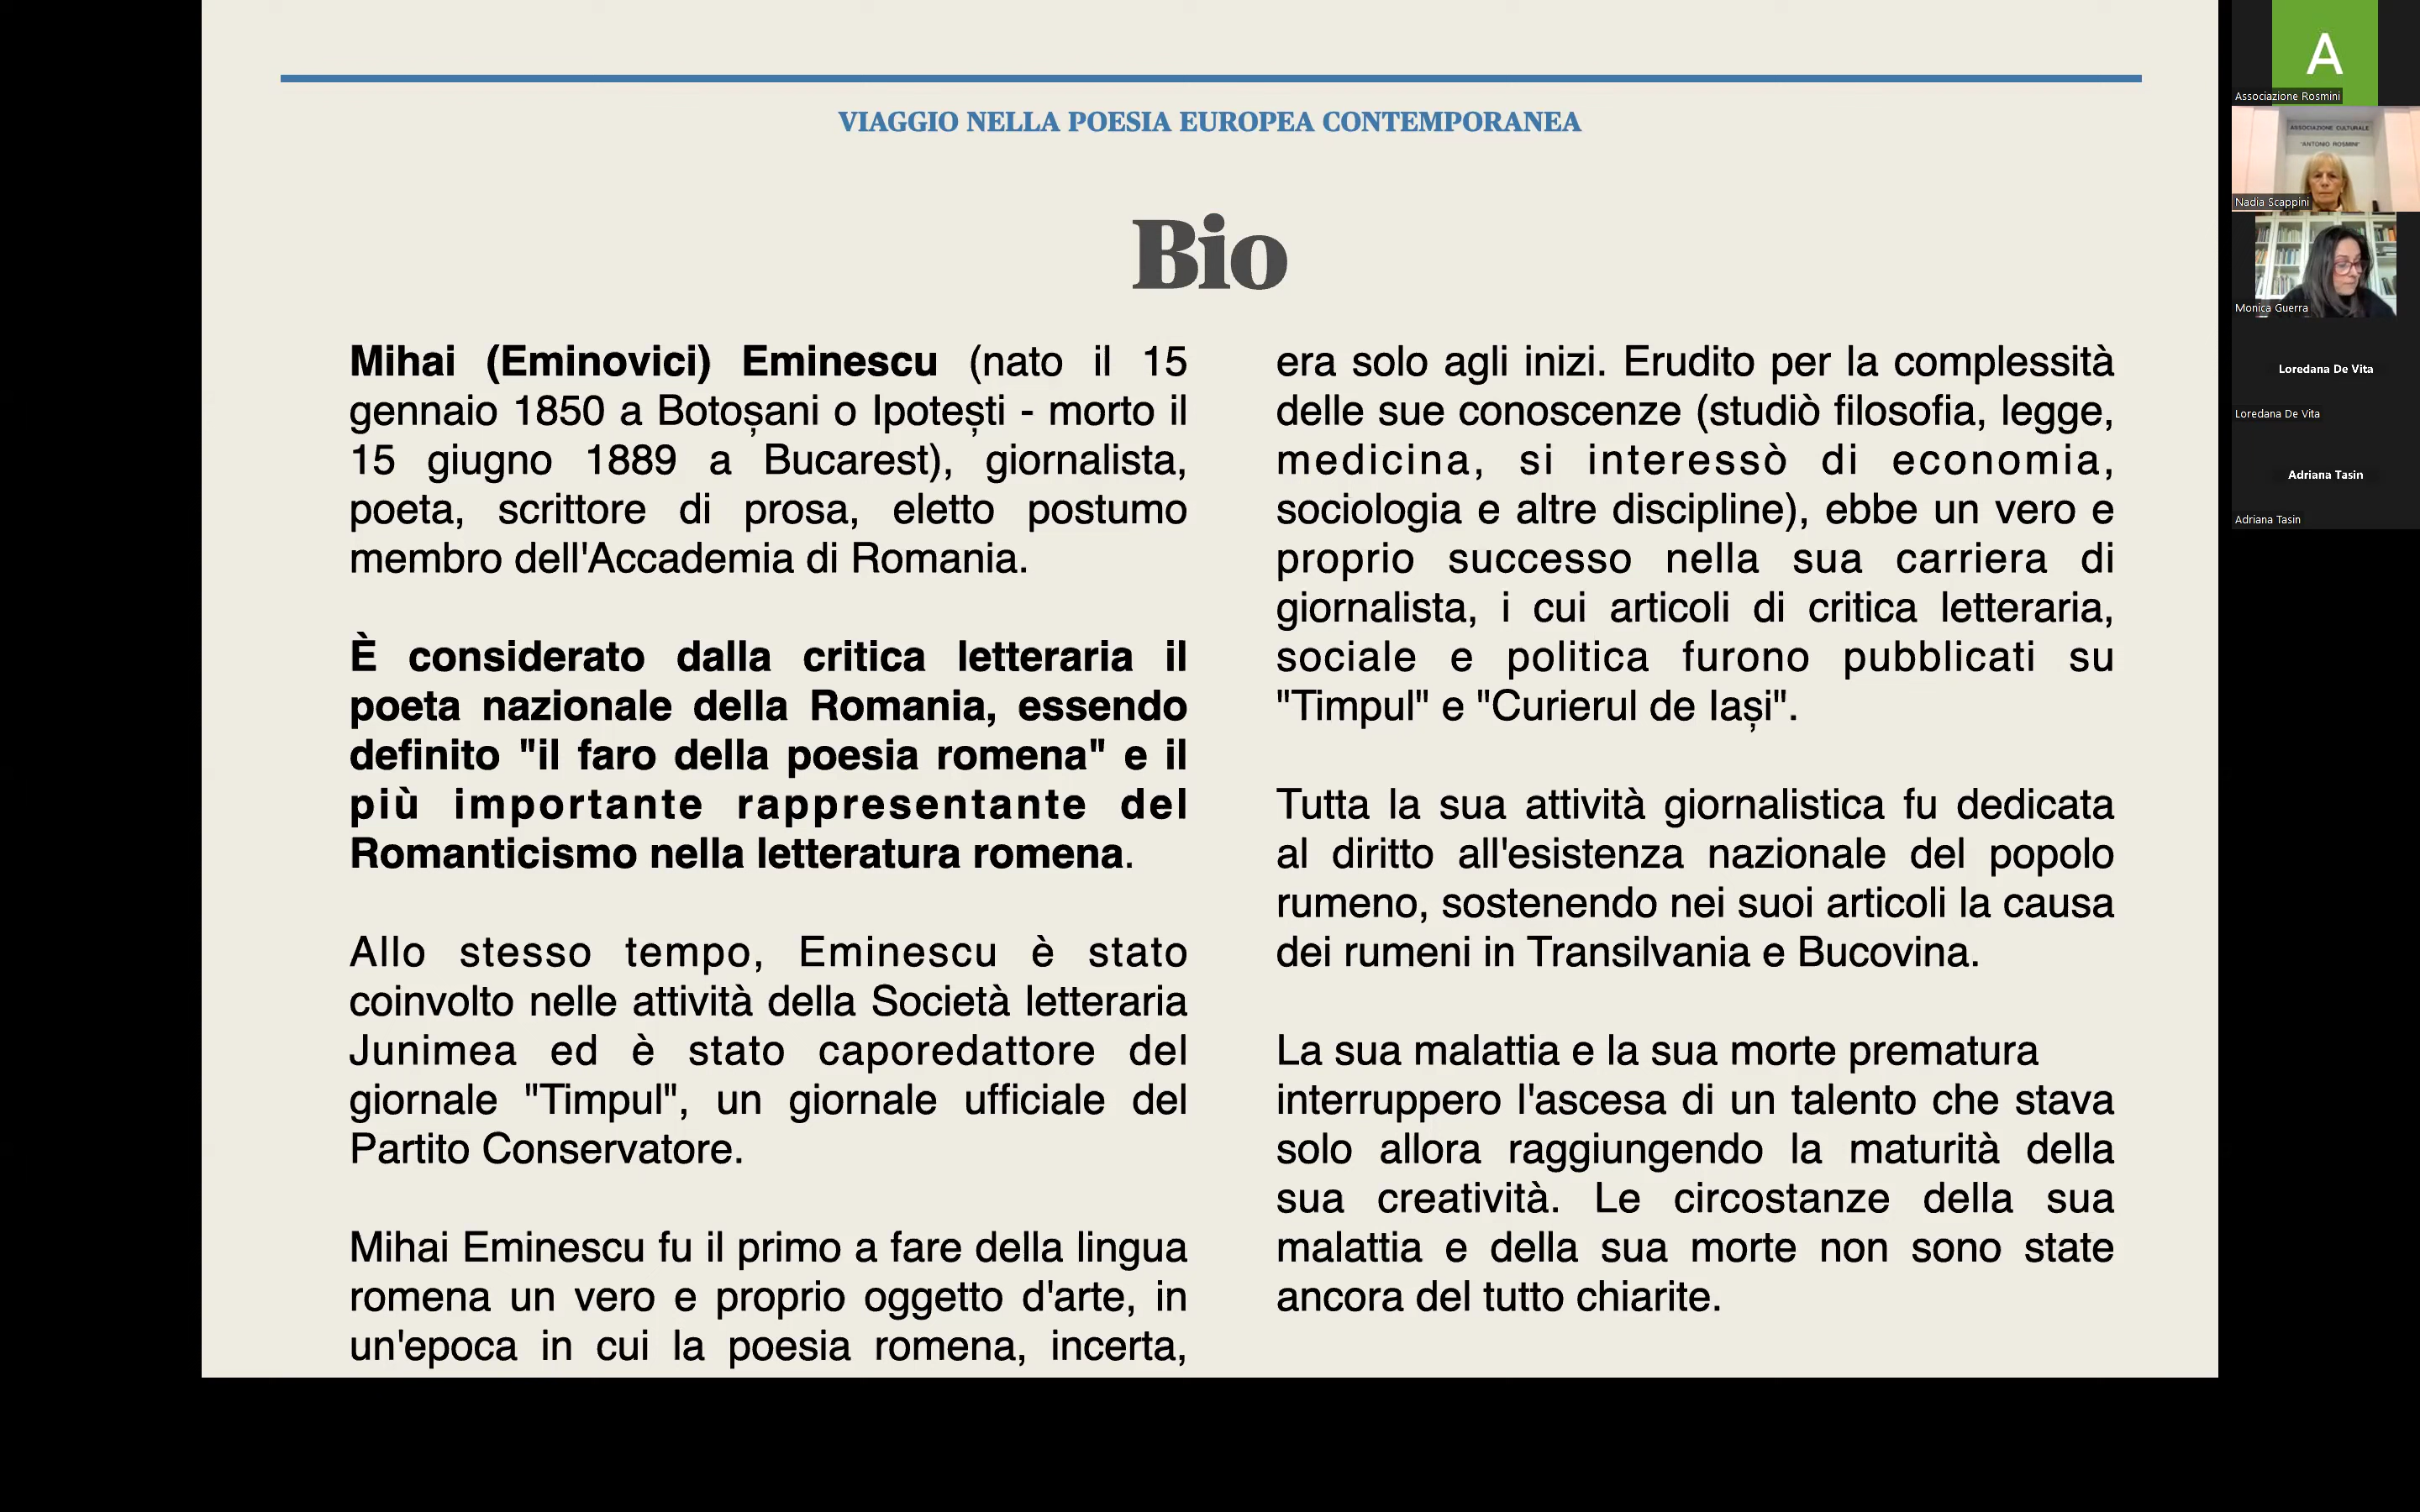 VIAGGIO NELLA POESIA EUROPEA CONTEMPORANEA
Bio
Mihai (Eminovici) Eminescu (nato il 15
gennaio 1850 a Botoșani o Ipotești - morto il
15 giugno 1889 a Bucarest), giornalista,
poeta, scrittore di prosa, eletto postumo
membro dell'Accademia di Romania.
È considerato dalla critica letteraria il
poeta nazionale della Romania, essendo
definito "il faro della poesia romena" e il
più importante rappresentante del
Romanticismo nella letteratura romena.
Allo stesso tempo, Eminescu è stato
coinvolto nelle attività della Società letteraria
Junimea ed è stato caporedattore del
giornale "Timpul", un giornale ufficiale del
Partito Conservatore.
Mihai Eminescu fu il primo a fare della lingua
romena un vero e proprio oggetto d'arte, in
un'epoca in cui la poesia romena, incerta,
era solo agli inizi. Erudito per la complessità
delle sue conoscenze (studiò filosofia, legge,
medicina, si interessò di economia,
sociologia e altre discipline), ebbe un vero e
proprio successo nella sua carriera di
giornalista, i cui articoli di critica letteraria,
sociale e politica furono pubblicati su
"Timpul" e "Curierul de Iași".
Tutta la sua attività giornalistica fu dedicata
al diritto all'esistenza nazionale del popolo
rumeno, sostenendo nei suoi articoli la causa
dei rumeni in Transilvania e Bucovina.
La sua malattia e la sua morte prematura
interruppero l'ascesa di un talento che stava
solo allora raggiungendo la maturità della
sua creatività. Le circostanze della sua
malattia e della sua morte non sono state
ancora del tutto chiarite.
A
Associazione Rosmini
ASSOCIAZIONE CULTURALE
"ANTONIO ROSMINI"
Nadia Scappini
Monica Guerra
Loredana De Vita
Loredana De Vita
Adriana Tasin
Adriana Tasin